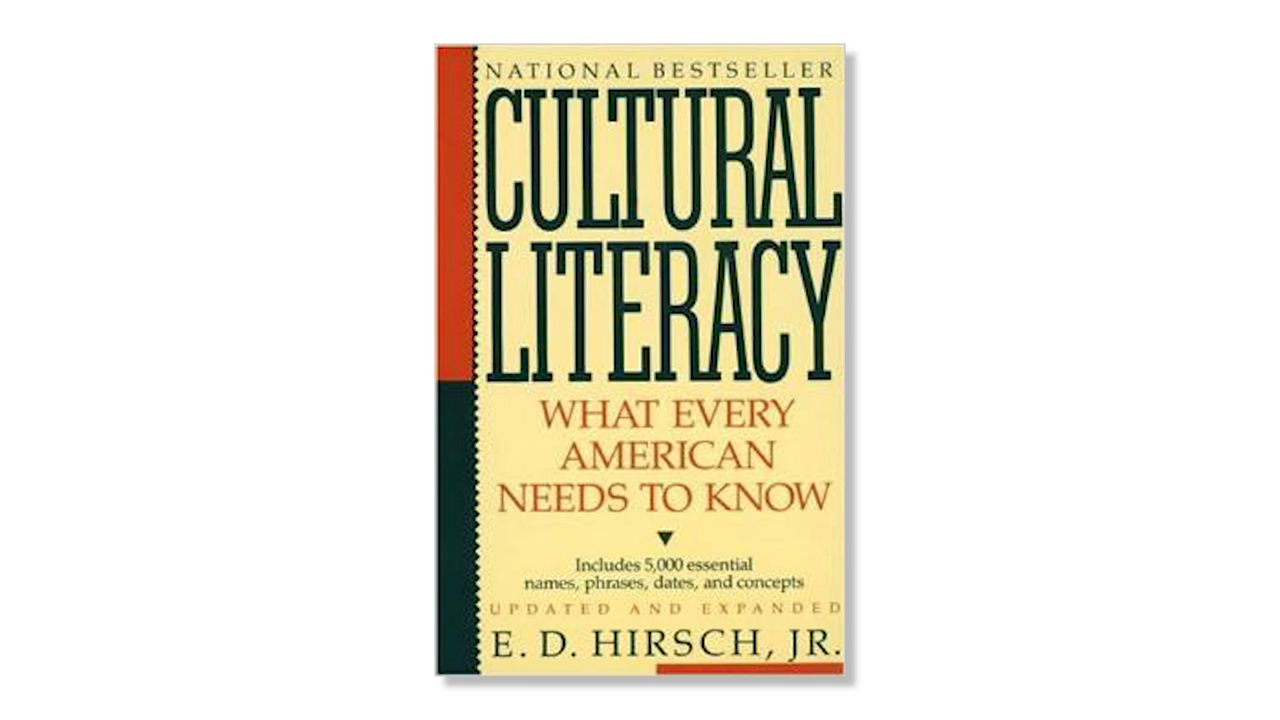 NATIONAL BESTSELLER
CULTURAL
LITERACY
WHAT EVERY
AMERICAN
NEEDS TO KNOW
Includes 5,000 essential
names, phrases, dates, and concepts
UPDATED AND EXPANDED
E. D. HIRSCH, JR.